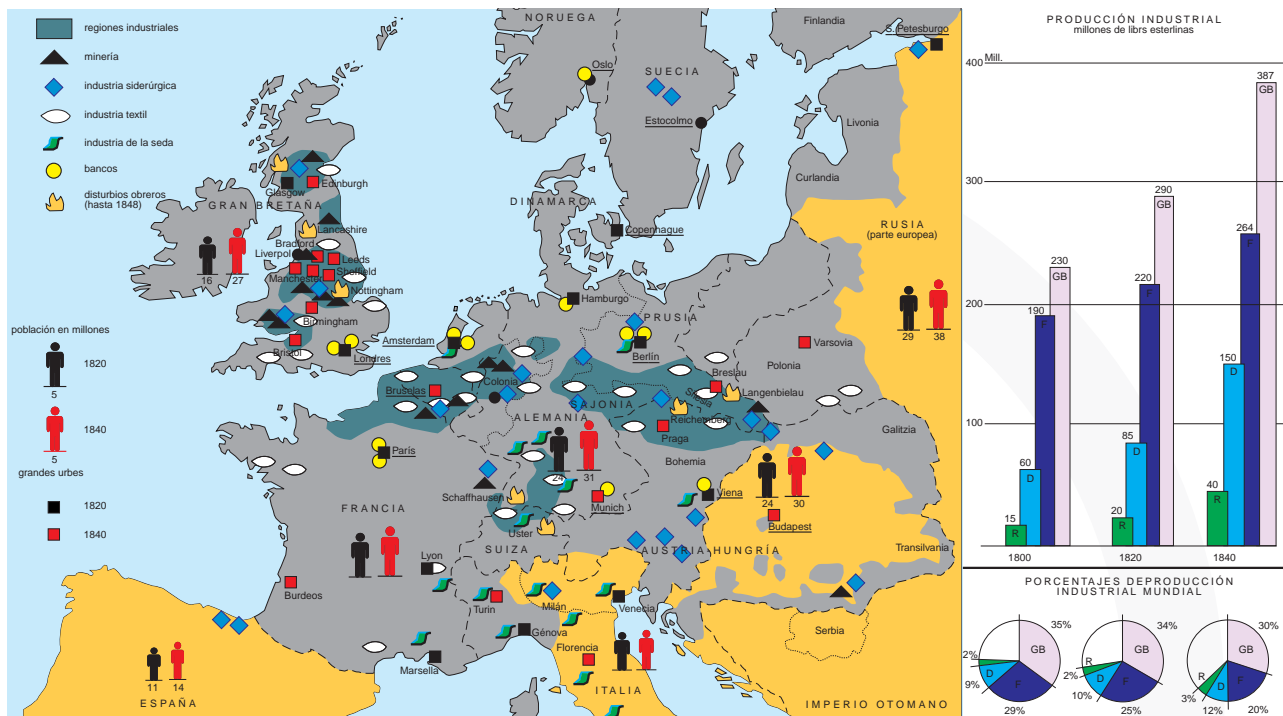 regiones industriales
minería
industria siderúrgica
industria textil
industria de la seda
bancos
disturbios obreros
(hasta 1848)
población en millones
1820
5
1840
5
grandes urbes
1820
1840
NORUEGA
Finlandia
S. Petesburgo
Oslo
SUECIA
Estocolmo
Livonia
Curlandia
Edinburgh
Glasgow
GRAN BRETAÑA
DINAMARCA
Copenhague
RUSIA
(parte europea)
Lancashire
Bradford
Liverpol
Leeds
Sheffield
Manchester
Nottingham
16
27
Birmingham
Bristol
Londres
Hamburgo
PRUSIA
Amsterdam
Berlín
29
38
Varsovia
Polonia
Breslau
Colonia
Bruselas
Silesia
Langenbielau
SAJONIA
ALEMANIA
Reichemberg
Praga
Galitzia
París
Bohemia
24
31
24
30
Schaffhausen
Munich
Viena
Budapest
FRANCIA
Uster
SUIZA
AUSTRIA-HUNGRÍA
Transilvania
Lyon
Burdeos
Turin
Milán
Venecia
Génova
Serbia
Florencia
Marsella
11
14
ESPAÑA
ITALIA
IMPERIO OTOMANO
PRODUCCIÓN INDUSTRIAL
millones de librs esterlinas
400
Mill.
300
200
100
15
R
60
D
190
F
230
GB
1800
20
R
85
D
220
F
290
GB
1820
40
R
150
D
264
F
387
GB
1840
PORCENTAJES DEPRODUCCIÓN
INDUSTRIAL MUNDIAL
35%
GB
2%
D
9%
F
29%
34%
GB
R
2%
D
10%
F
25%
30%
GB
R
3%
D
12%
F
20%